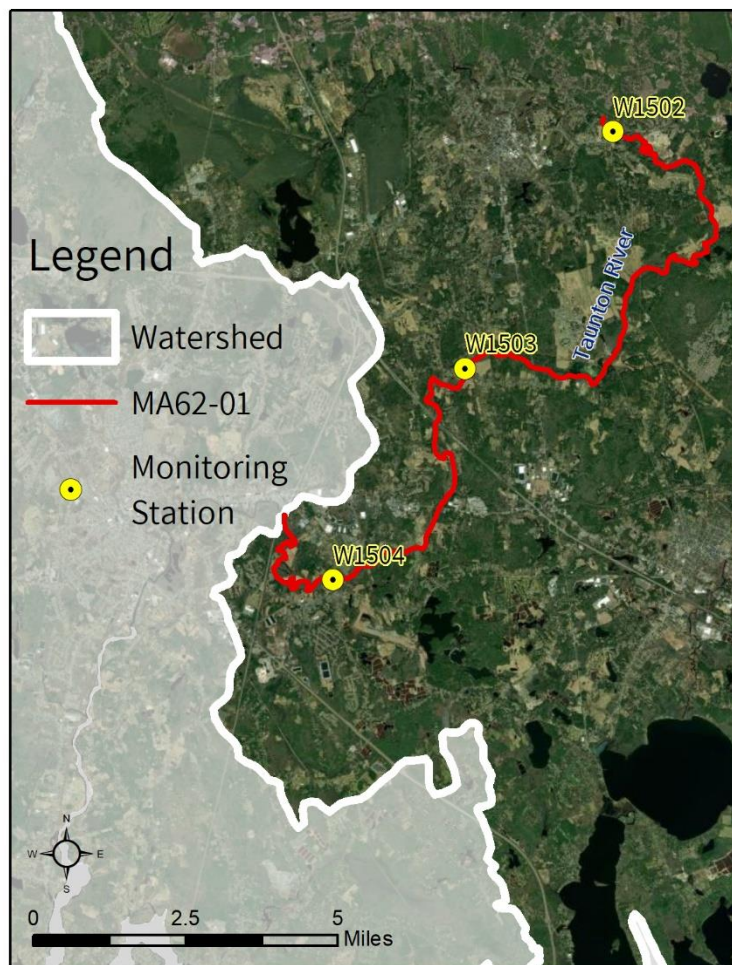 W1502
Taunton River
Legend
Watershed
W1503
MA62-01
Monitoring
Station
W1504
N
W E
S
0 2.5 5
Miles